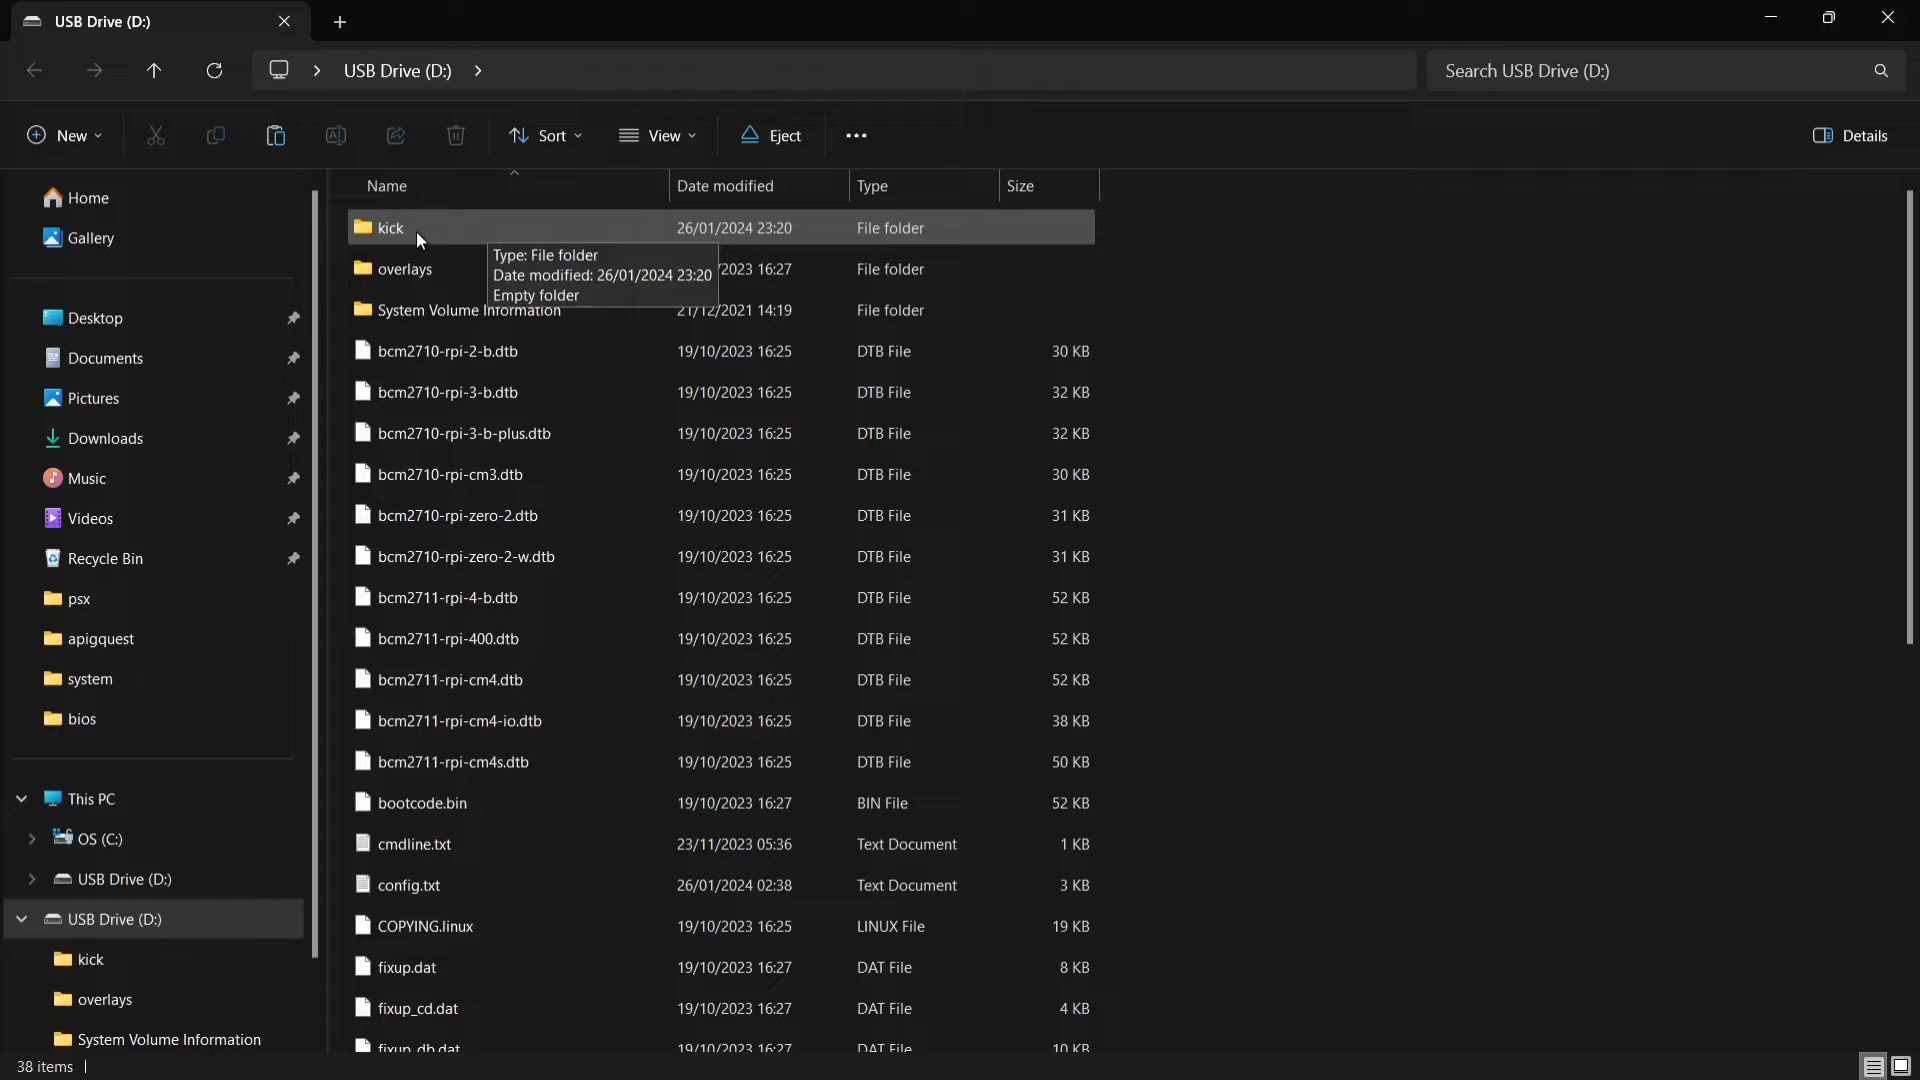 USB Drive (D:)
USB Drive (D:)
Search USB Drive (D:)
New
Sort
View
Eject
Details
Home
Gallery
Desktop
Documents
Pictures
Downloads
Music
Videos
Recycle Bin
psx
apigquest
system
bios
This PC
OS (C:)
USB Drive (D:)
USB Drive (D:)
kick
overlays
System Volume Information
Name Date modified Type Size
kick 26/01/2024 23:20 File folder
Type: File folder
Date modified: 26/01/2024 23:20
Empty folder
overlays /2023 16:27 File folder
System Volume Information 21/12/2021 14:19 File folder
bcm2710-rpi-2-b.dtb 19/10/2023 16:25 DTB File 30 KB
bcm2710-rpi-3-b.dtb 19/10/2023 16:25 DTB File 32 KB
bcm2710-rpi-3-b-plus.dtb 19/10/2023 16:25 DTB File 32 KB
bcm2710-rpi-cm3.dtb 19/10/2023 16:25 DTB File 30 KB
bcm2710-rpi-zero-2.dtb 19/10/2023 16:25 DTB File 31 KB
bcm2710-rpi-zero-2-w.dtb 19/10/2023 16:25 DTB File 31 KB
bcm2711-rpi-4-b.dtb 19/10/2023 16:25 DTB File 52 KB
bcm2711-rpi-400.dtb 19/10/2023 16:25 DTB File 52 KB
bcm2711-rpi-cm4.dtb 19/10/2023 16:25 DTB File 52 KB
bcm2711-rpi-cm4-io.dtb 19/10/2023 16:25 DTB File 38 KB
bcm2711-rpi-cm4s.dtb 19/10/2023 16:25 DTB File 50 KB
bootcode.bin 19/10/2023 16:27 BIN File 52 KB
cmdline.txt 23/11/2023 05:36 Text Document 1 KB
config.txt 26/01/2024 02:38 Text Document 3 KB
COPYING.linux 19/10/2023 16:25 LINUX File 19 KB
fixup.dat 19/10/2023 16:27 DAT File 8 KB
fixup_cd.dat 19/10/2023 16:27 DAT File 4 KB
fixup_db.dat 19/10/2023 16:27 DAT File 10 KB
38 items